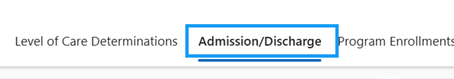 Level of Care Determinations Admission/Discharge Program Enrollments